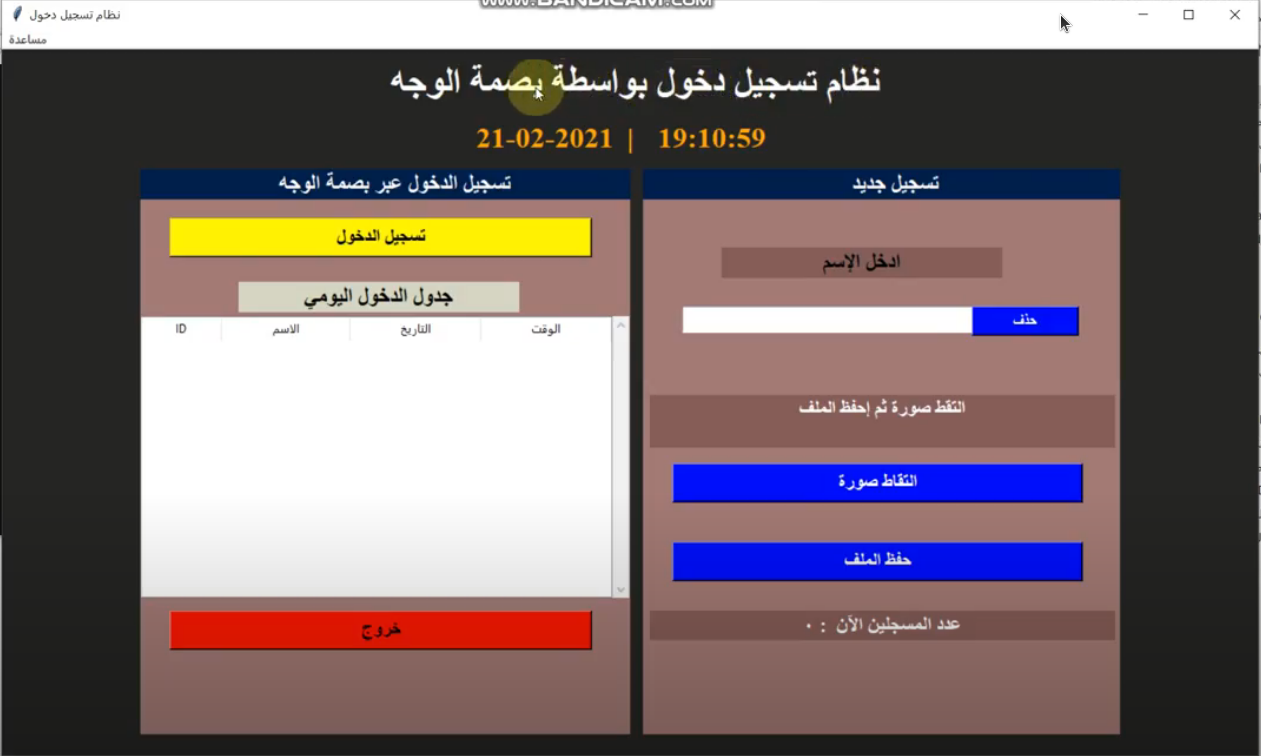 WWW.BANDICAM.COM
نظام تسجيل دخول
مساعدة
نظام تسجيل دخول بواسطة بصمة الوجه
21-02-2021 | 19:10:59
تسجيل جديد
ادخل الإسم
حذف
التقط صورة ثم إحفظ الملف
التقاط صورة
حفظ الملف
عدد المسجلين الآن : ٠
تسجيل الدخول عبر بصمة الوجه
تسجيل الدخول
جدول الدخول اليومي
ID الاسم التاريخ الوقت
خروج